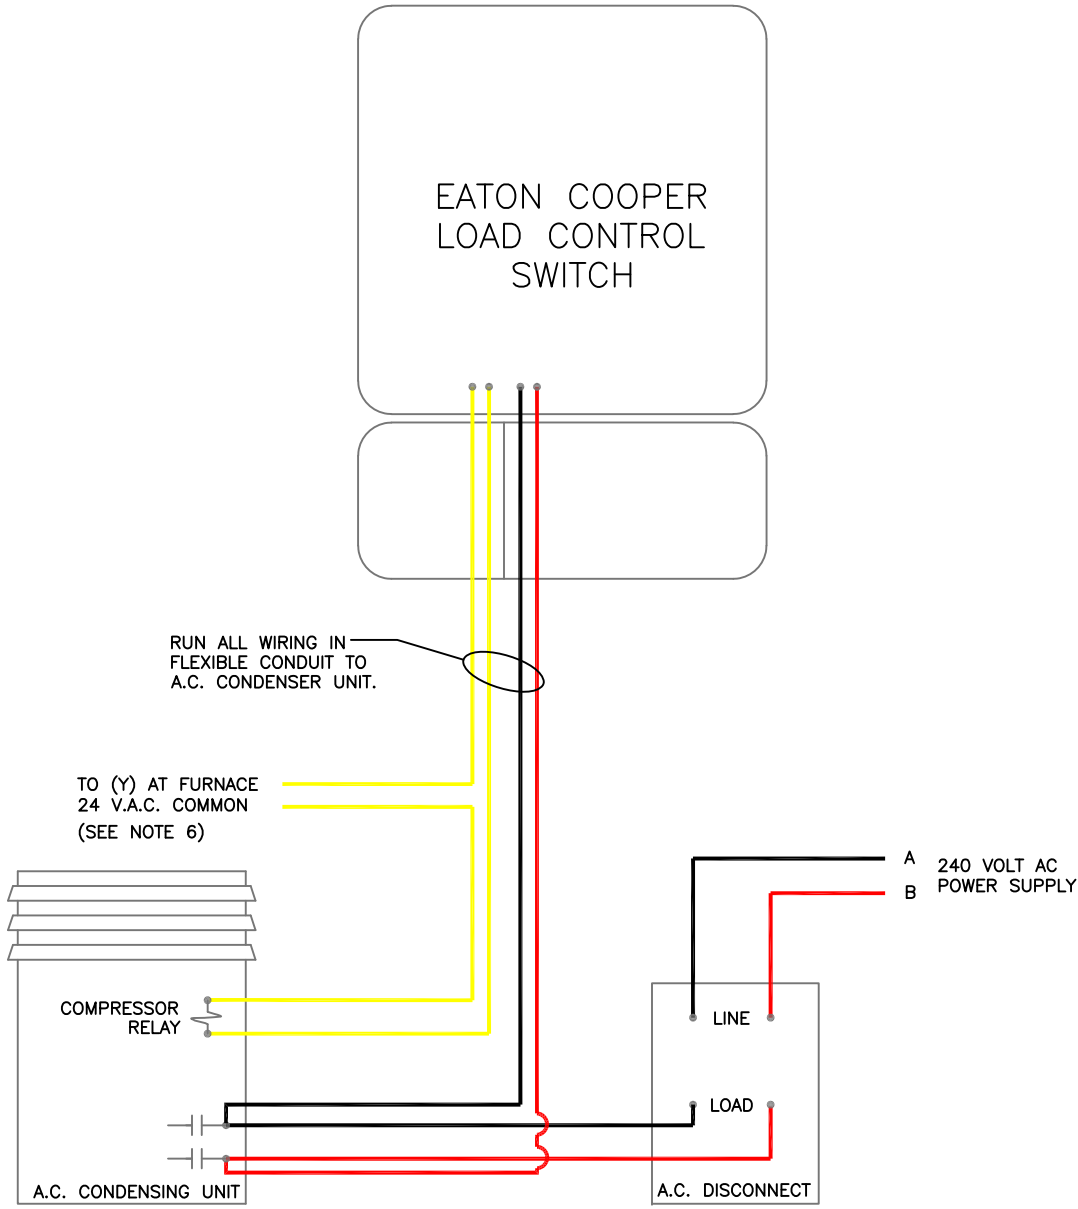 EATON COOPER
LOAD CONTROL
SWITCH
RUN ALL WIRING IN
FLEXIBLE CONDUIT TO
A.C. CONDENSER UNIT.
TO (Y) AT FURNACE
24 V.A.C. COMMON
(SEE NOTE 6)
A
B
240 VOLT AC
POWER SUPPLY
COMPRESSOR
RELAY
LINE
LOAD
A.C. CONDENSING UNIT
A.C. DISCONNECT